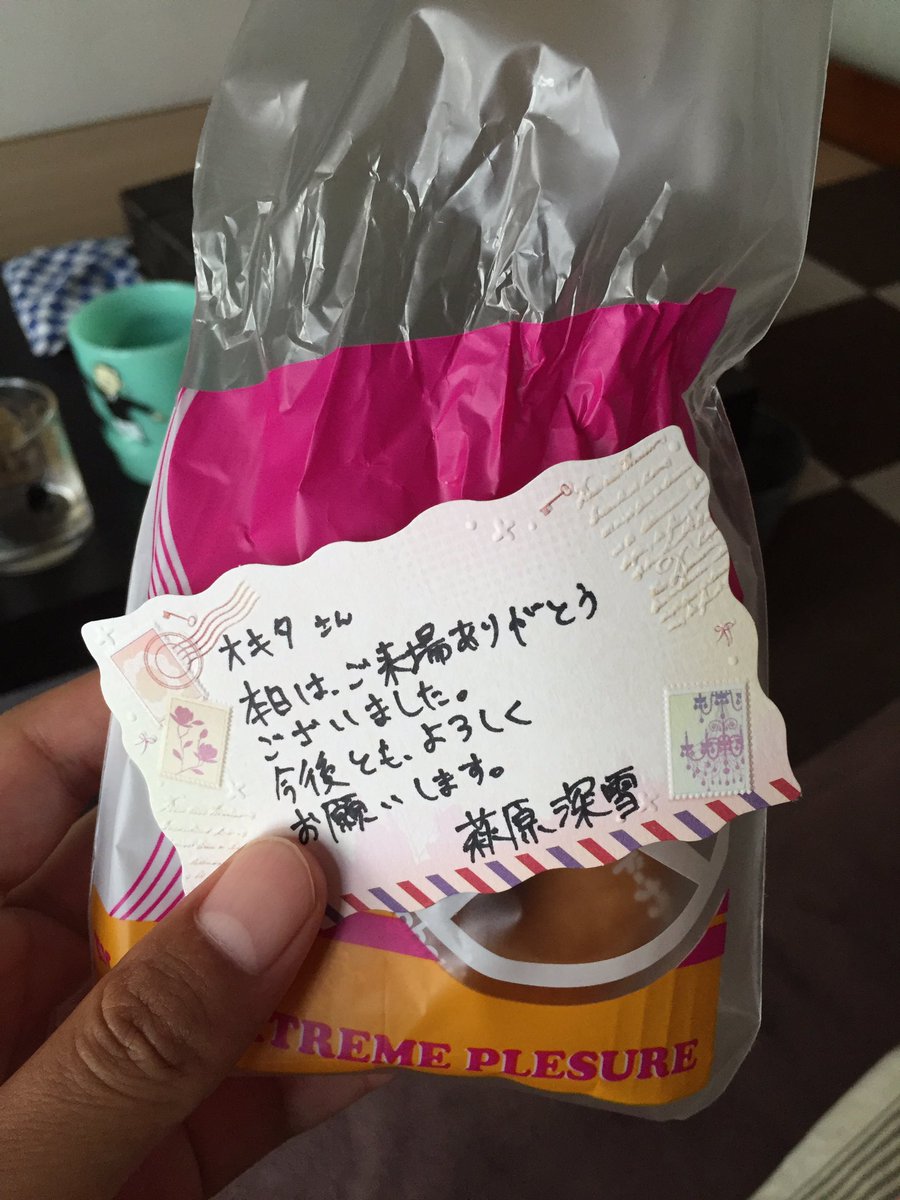 オキタ さん
本日は、ご来場ありがとう
ございました。
今後とも、よろしく
お願いします。
萩原 深雪
TREME PLESURE